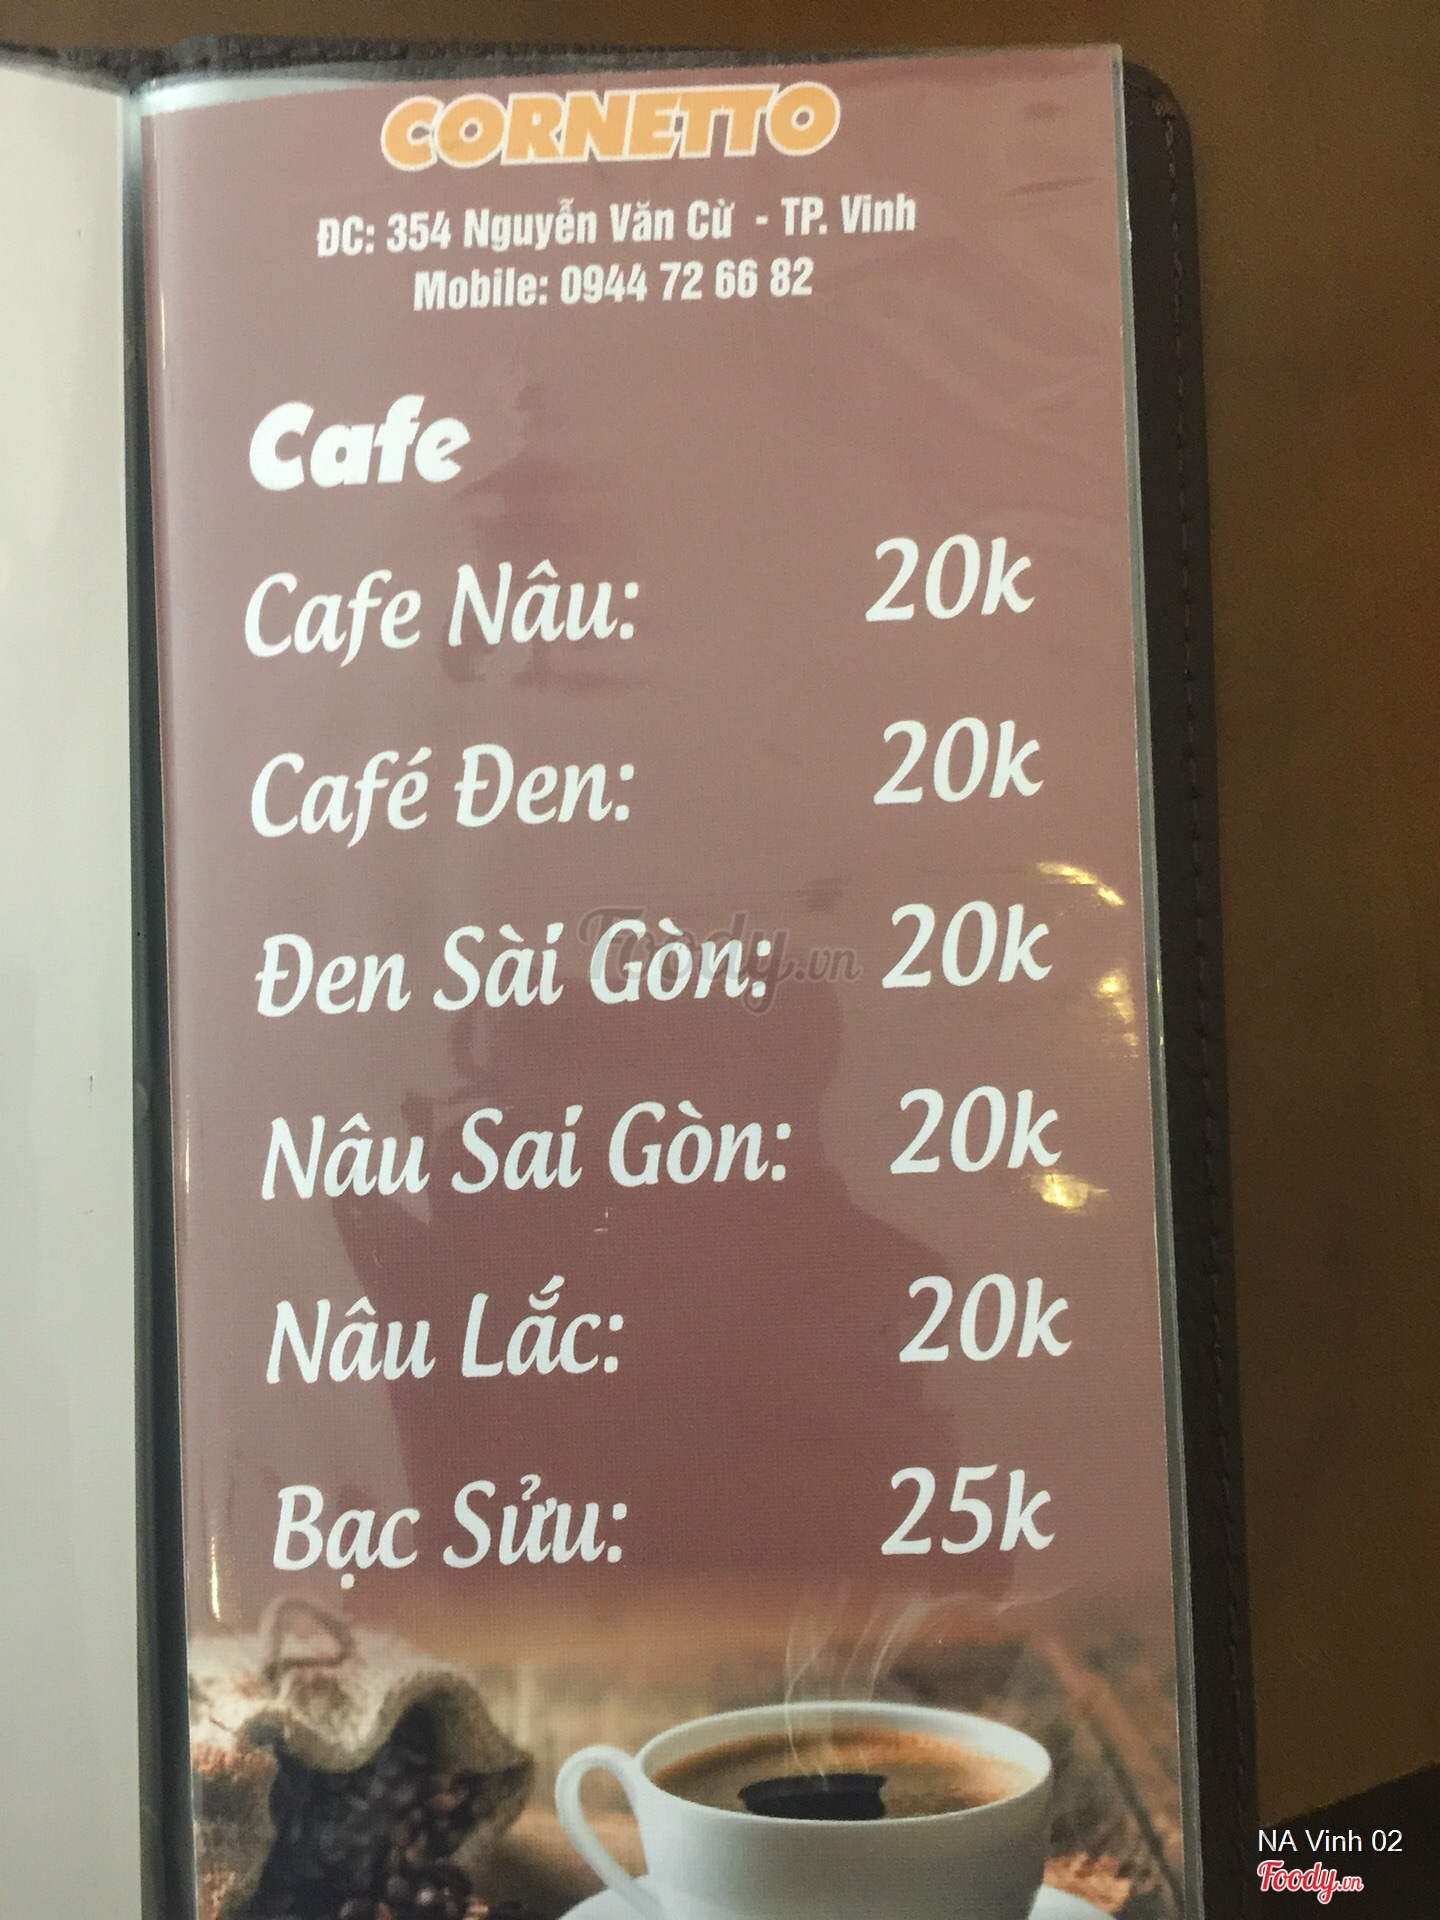 CORNETTO
ĐC: 354 Nguyễn Văn Cừ - TP. Vinh
Mobile: 0944 72 66 82
Cafe
Cafe Nâu: 20k
Café Đen: 20k
Đen Sài Gòn: 20k
Foody.vn
Nâu Sai Gòn: 20k
Nâu Lắc: 20k
Bạc Sửu: 25k
NA Vinh 02
Foody.vn